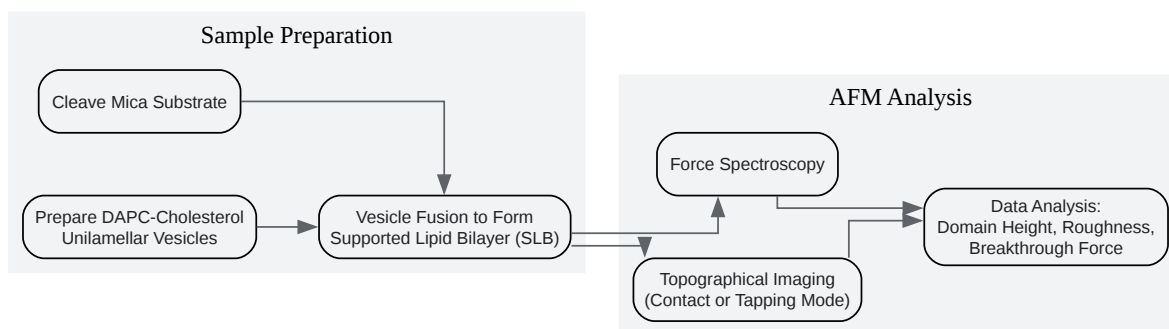 Sample Preparation
Cleave Mica Substrate
Prepare DAPC-Cholesterol
Unilamellar Vesicles
Vesicle Fusion to Form
Supported Lipid Bilayer (SLB)
AFM Analysis
Force Spectroscopy
Topographical Imaging
(Contact or Tapping Mode)
Data Analysis:
Domain Height, Roughness,
Breakthrough Force